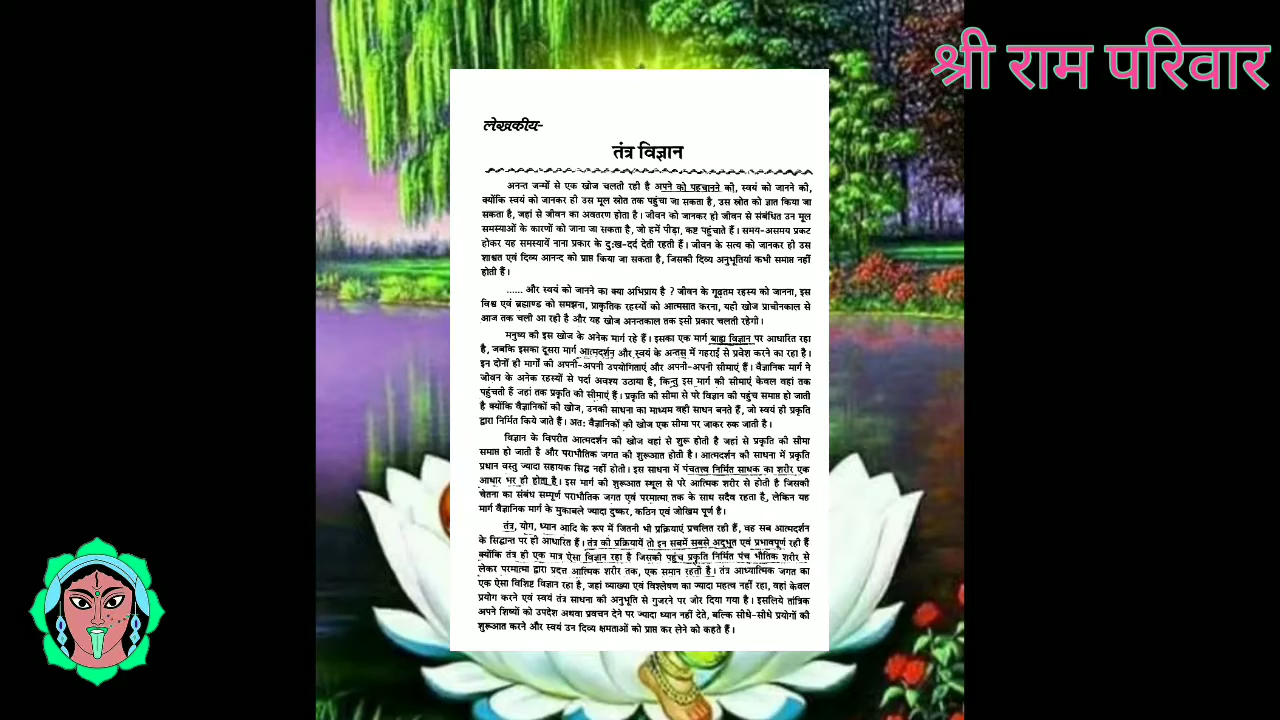 श्री राम परिवार
लेखकीय-
तंत्र विज्ञान
अनन्त जन्मों से एक खोज चलती रही है अपने को पहचानने की, स्वयं को जानने की,
क्योंकि स्वयं को जानकर ही उस मूल स्रोत तक पहुंचा जा सकता है, उस स्रोत को ज्ञात किया जा
सकता है, जहां से जीवन का अवतरण होता है। जीवन को जानकर ही जीवन से संबंधित उन मूल
समस्याओं के कारणों को जाना जा सकता है, जो हमें पीड़ा, कष्ट पहुंचाते हैं। समय-असमय प्रकट
होकर यह समस्यायें नाना प्रकार के दु:ख-दर्द देती रहती हैं। जीवन के सत्य को जानकर ही उस
शाश्वत एवं दिव्य आनन्द को प्राप्त किया जा सकता है, जिसकी दिव्य अनुभूतियां कभी समाप्त नहीं
होती हैं।
...... और स्वयं को जानने का क्या अभिप्राय है ? जीवन के गूढ़तम रहस्य को जानना, इस
विश्व एवं ब्रह्माण्ड को समझना, प्राकृतिक रहस्यों को आत्मसात करना, यही खोज प्राचीनकाल से
आज तक चली आ रही है और यह खोज अनन्तकाल तक इसी प्रकार चलती रहेगी।
मनुष्य की इस खोज के अनेक मार्ग रहे हैं। इसका एक मार्ग बाह्य विज्ञान पर आधारित रहा
है, जबकि इसका दूसरा मार्ग आत्मदर्शन और स्वयं के अन्तस् में गहराई से प्रवेश करने का रहा है।
इन दोनों ही मार्गों की अपनी-अपनी उपयोगिताएं और अपनी-अपनी सीमाएं हैं। वैज्ञानिक मार्ग ने
जीवन के अनेक रहस्यों से पर्दा अवश्य उठाया है, किन्तु इस मार्ग की सीमाएं केवल वहां तक
पहुंचती हैं जहां तक प्रकृति की सीमाएं हैं। प्रकृति की सीमा से परे विज्ञान की पहुंच समाप्त हो जाती
है क्योंकि वैज्ञानिकों की खोज, उनकी साधना का माध्यम वही साधन बनते हैं, जो स्वयं ही प्रकृति
द्वारा निर्मित किये जाते हैं। अत: वैज्ञानिकों की खोज एक सीमा पर जाकर रुक जाती है।
विज्ञान के विपरीत आत्मदर्शन की खोज वहां से शुरू होती है जहां से प्रकृति की सीमा
समाप्त हो जाती है और पराभौतिक जगत की शुरूआत होती है। आत्मदर्शन की साधना में प्रकृति
प्रधान वस्तु ज्यादा सहायक सिद्ध नहीं होती। इस साधना में पंचतत्त्व निर्मित साधक का शरीर एक
आधार भर ही होता है। इस मार्ग की शुरूआत स्थूल से परे आत्मिक शरीर से होती है जिसकी
चेतना का संबंध सम्पूर्ण पराभौतिक जगत एवं परमात्मा तक के साथ सदैव रहता है, लेकिन यह
मार्ग वैज्ञानिक मार्ग के मुकाबले ज्यादा दुष्कर, कठिन एवं जोखिम पूर्ण है।
तंत्र, योग, ध्यान आदि के रूप में जितनी भी प्रक्रियाएं प्रचलित रही हैं, वह सब आत्मदर्शन
के सिद्धान्त पर ही आधारित हैं। तंत्र की प्रक्रियायें तो इन सबमें सबसे अद्भुत एवं प्रभावपूर्ण रही हैं
क्योंकि तंत्र ही एक मात्र ऐसा विज्ञान रहा है जिसकी पहुंच प्रकृति निर्मित पंच भौतिक शरीर से
लेकर परमात्मा द्वारा प्रदत्त आत्मिक शरीर तक, एक समान रहती है। तंत्र आध्यात्मिक जगत का
एक ऐसा विशिष्ट विज्ञान रहा है, जहां व्याख्या एवं विश्लेषण का ज्यादा महत्व नहीं रहा, वहां केवल
प्रयोग करने एवं स्वयं तंत्र साधना की अनुभूति से गुजरने पर जोर दिया गया है। इसलिये तांत्रिक
अपने शिष्यों को उपदेश अथवा प्रवचन देने पर ज्यादा ध्यान नहीं देते, बल्कि सीधे-सीधे प्रयोगों की
शुरूआत करने और स्वयं उन दिव्य क्षमताओं को प्राप्त कर लेने को कहते हैं।